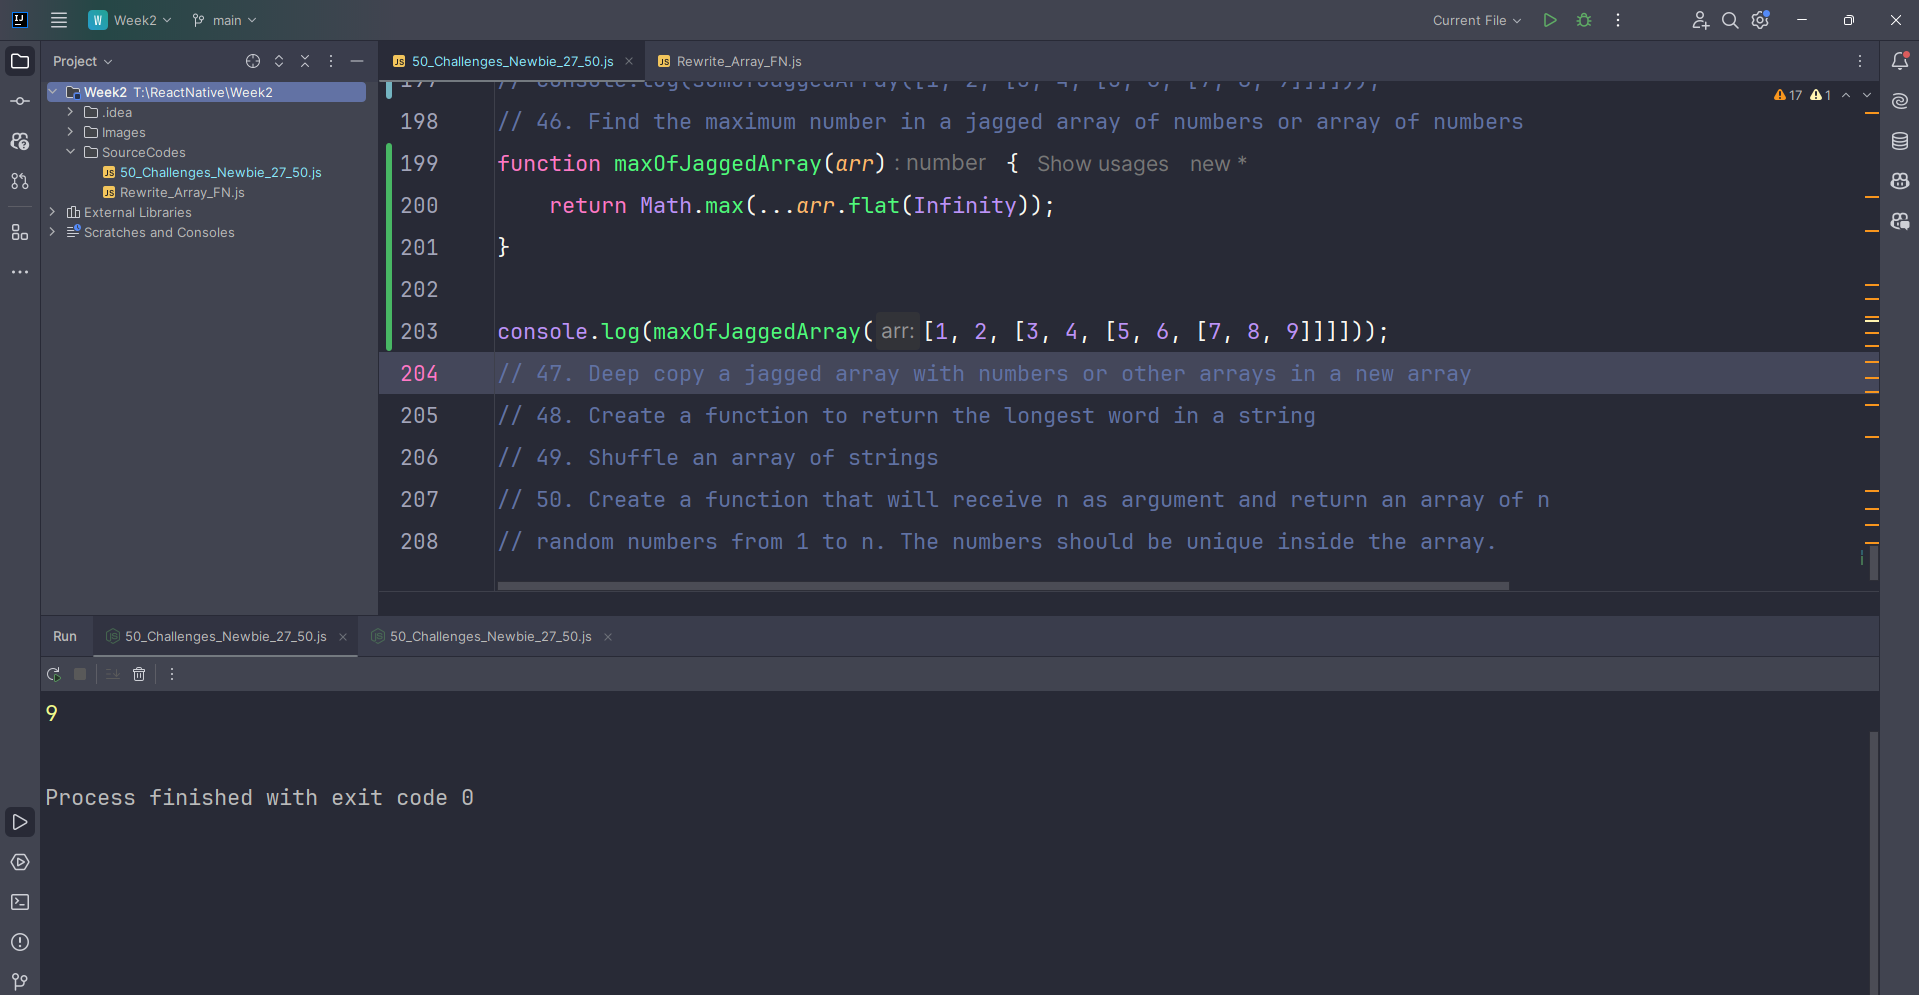 W Week2 main Current File
Project 50_Challenges_Newbie_27_50.js Rewrite_Array_FN.js
Week2 T:\ReactNative\Week2
.idea
Images
SourceCodes
50_Challenges_Newbie_27_50.js
Rewrite_Array_FN.js
External Libraries
Scratches and Consoles
17 1
198 // 46. Find the maximum number in a jagged array of numbers or array of numbers
199 function maxOfJaggedArray(arr) : number { Show usages new *
200 return Math.max(...arr.flat(Infinity));
201 }
202
203 console.log(maxOfJaggedArray( arr: [1, 2, [3, 4, [5, 6, [7, 8, 9]]]]));
204 // 47. Deep copy a jagged array with numbers or other arrays in a new array
205 // 48. Create a function to return the longest word in a string
206 // 49. Shuffle an array of strings
207 // 50. Create a function that will receive n as argument and return an array of n
208 // random numbers from 1 to n. The numbers should be unique inside the array.
Run 50_Challenges_Newbie_27_50.js 50_Challenges_Newbie_27_50.js
9
Process finished with exit code 0